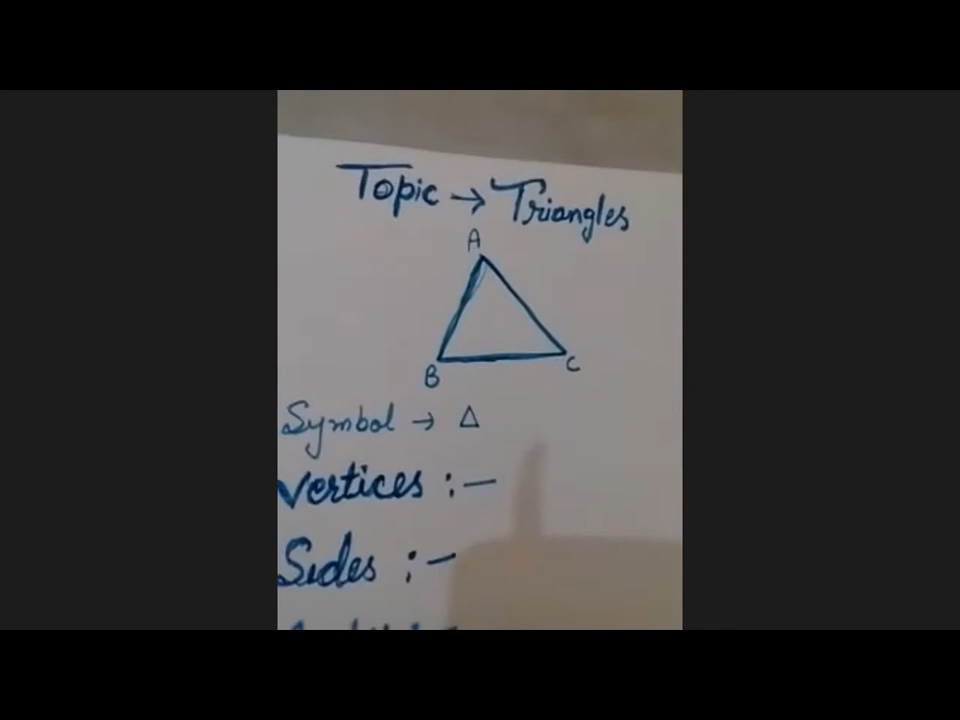 Topic → Triangles
A
B
C
Symbol → Δ
Vertices :–
Sides :–